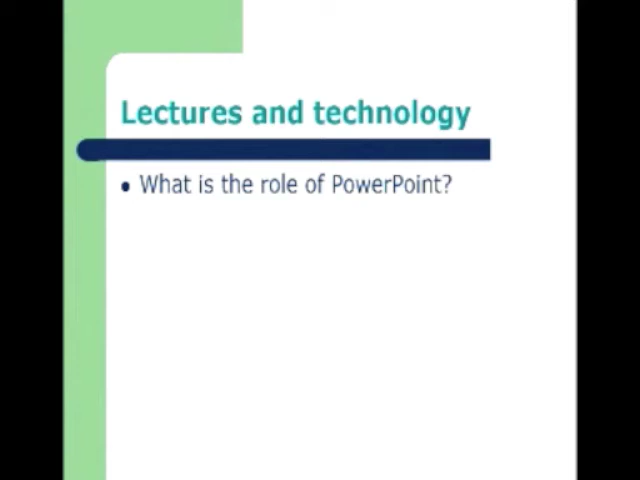 Lectures and technology
• What is the role of PowerPoint?